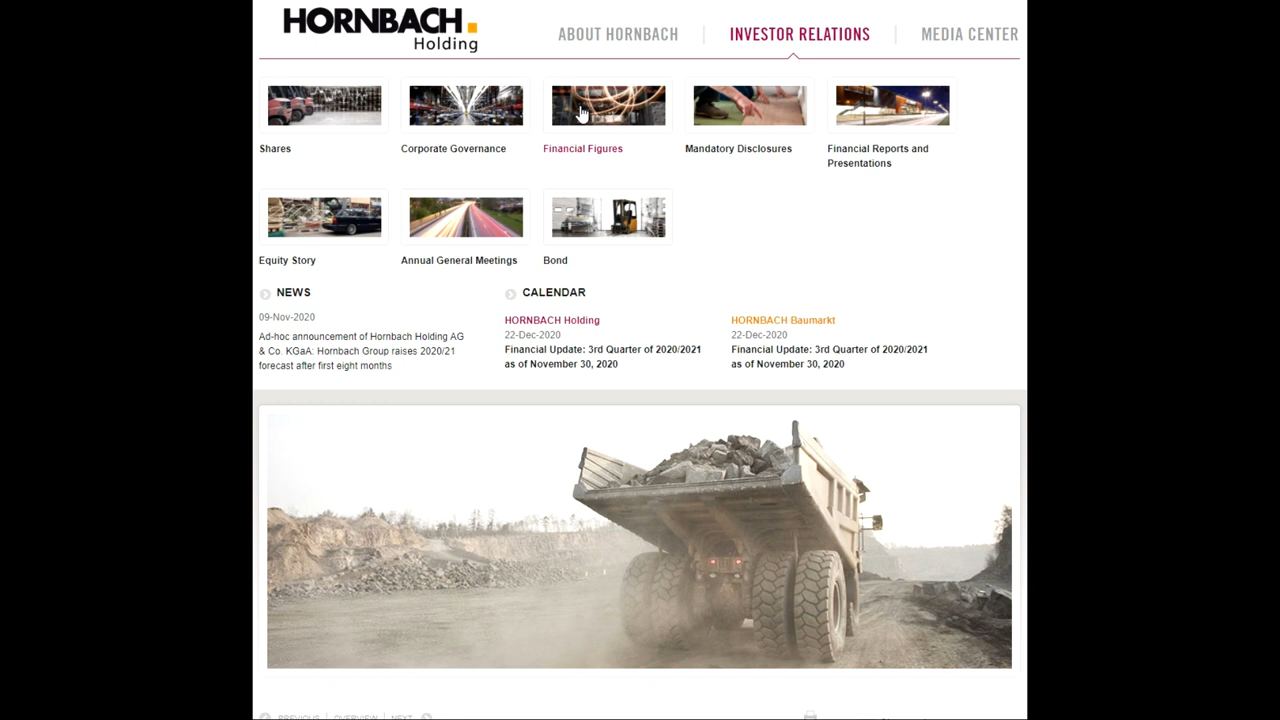 HORNBACH
Holding
ABOUT HORNBACH
INVESTOR RELATIONS
MEDIA CENTER
Shares
Corporate Governance
Financial Figures
Mandatory Disclosures
Financial Reports and
Presentations
Equity Story
Annual General Meetings
Bond
NEWS
09-Nov-2020
Ad-hoc announcement of Hornbach Holding AG
& Co. KGaA: Hornbach Group raises 2020/21
forecast after first eight months
CALENDAR
HORNBACH Holding
22-Dec-2020
Financial Update: 3rd Quarter of 2020/2021
as of November 30, 2020
HORNBACH Baumarkt
22-Dec-2020
Financial Update: 3rd Quarter of 2020/2021
as of November 30, 2020
PREVIOUS
OVERVIEW
NEXT